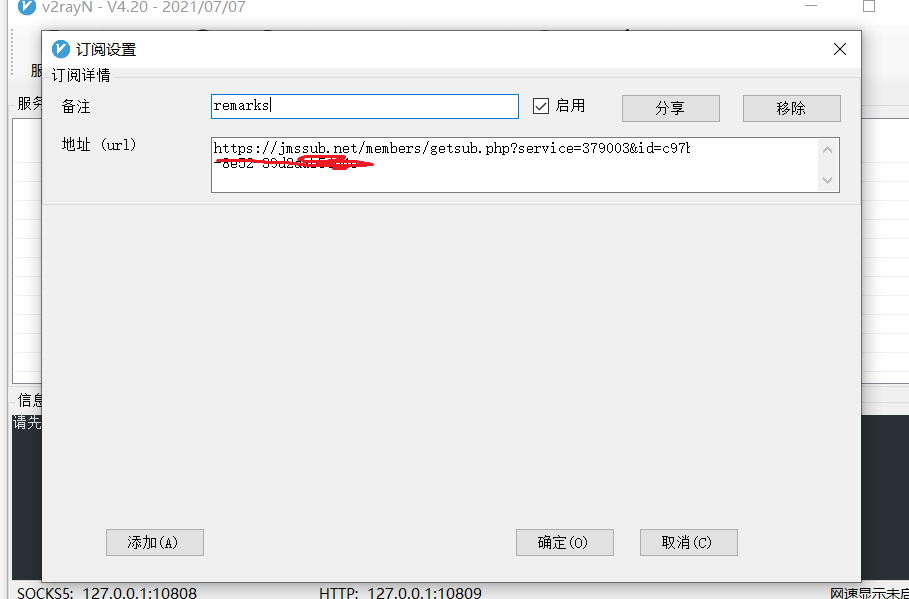 v2rayN - V4.20 - 2021/07/07
服
订阅设置
订阅详情
服务
备注
remarks
启用
分享
移除
地址 (url)
https://jmssub.net/members/getsub.php?service=379003&id=c97b
信息
请先
添加(A)
确定(O)
取消(C)
SOCKS5: 127.0.0.1:10808
HTTP: 127.0.0.1:10809
网速显示未启